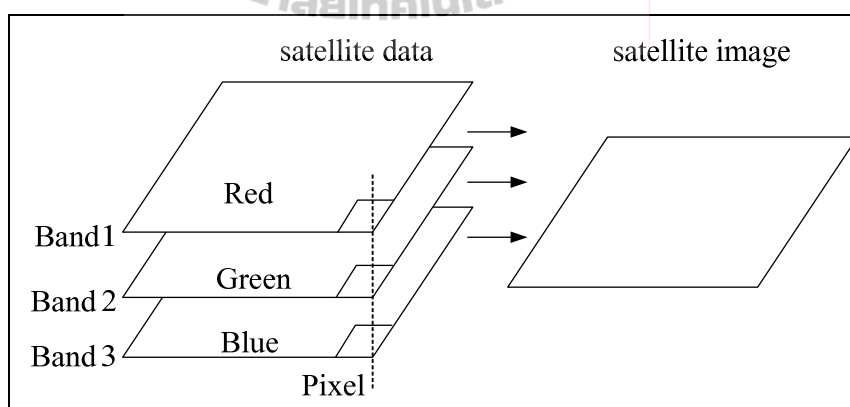 satellite data
satellite image
Red
Band1
Green
Band 2
Blue
Band 3
Pixel